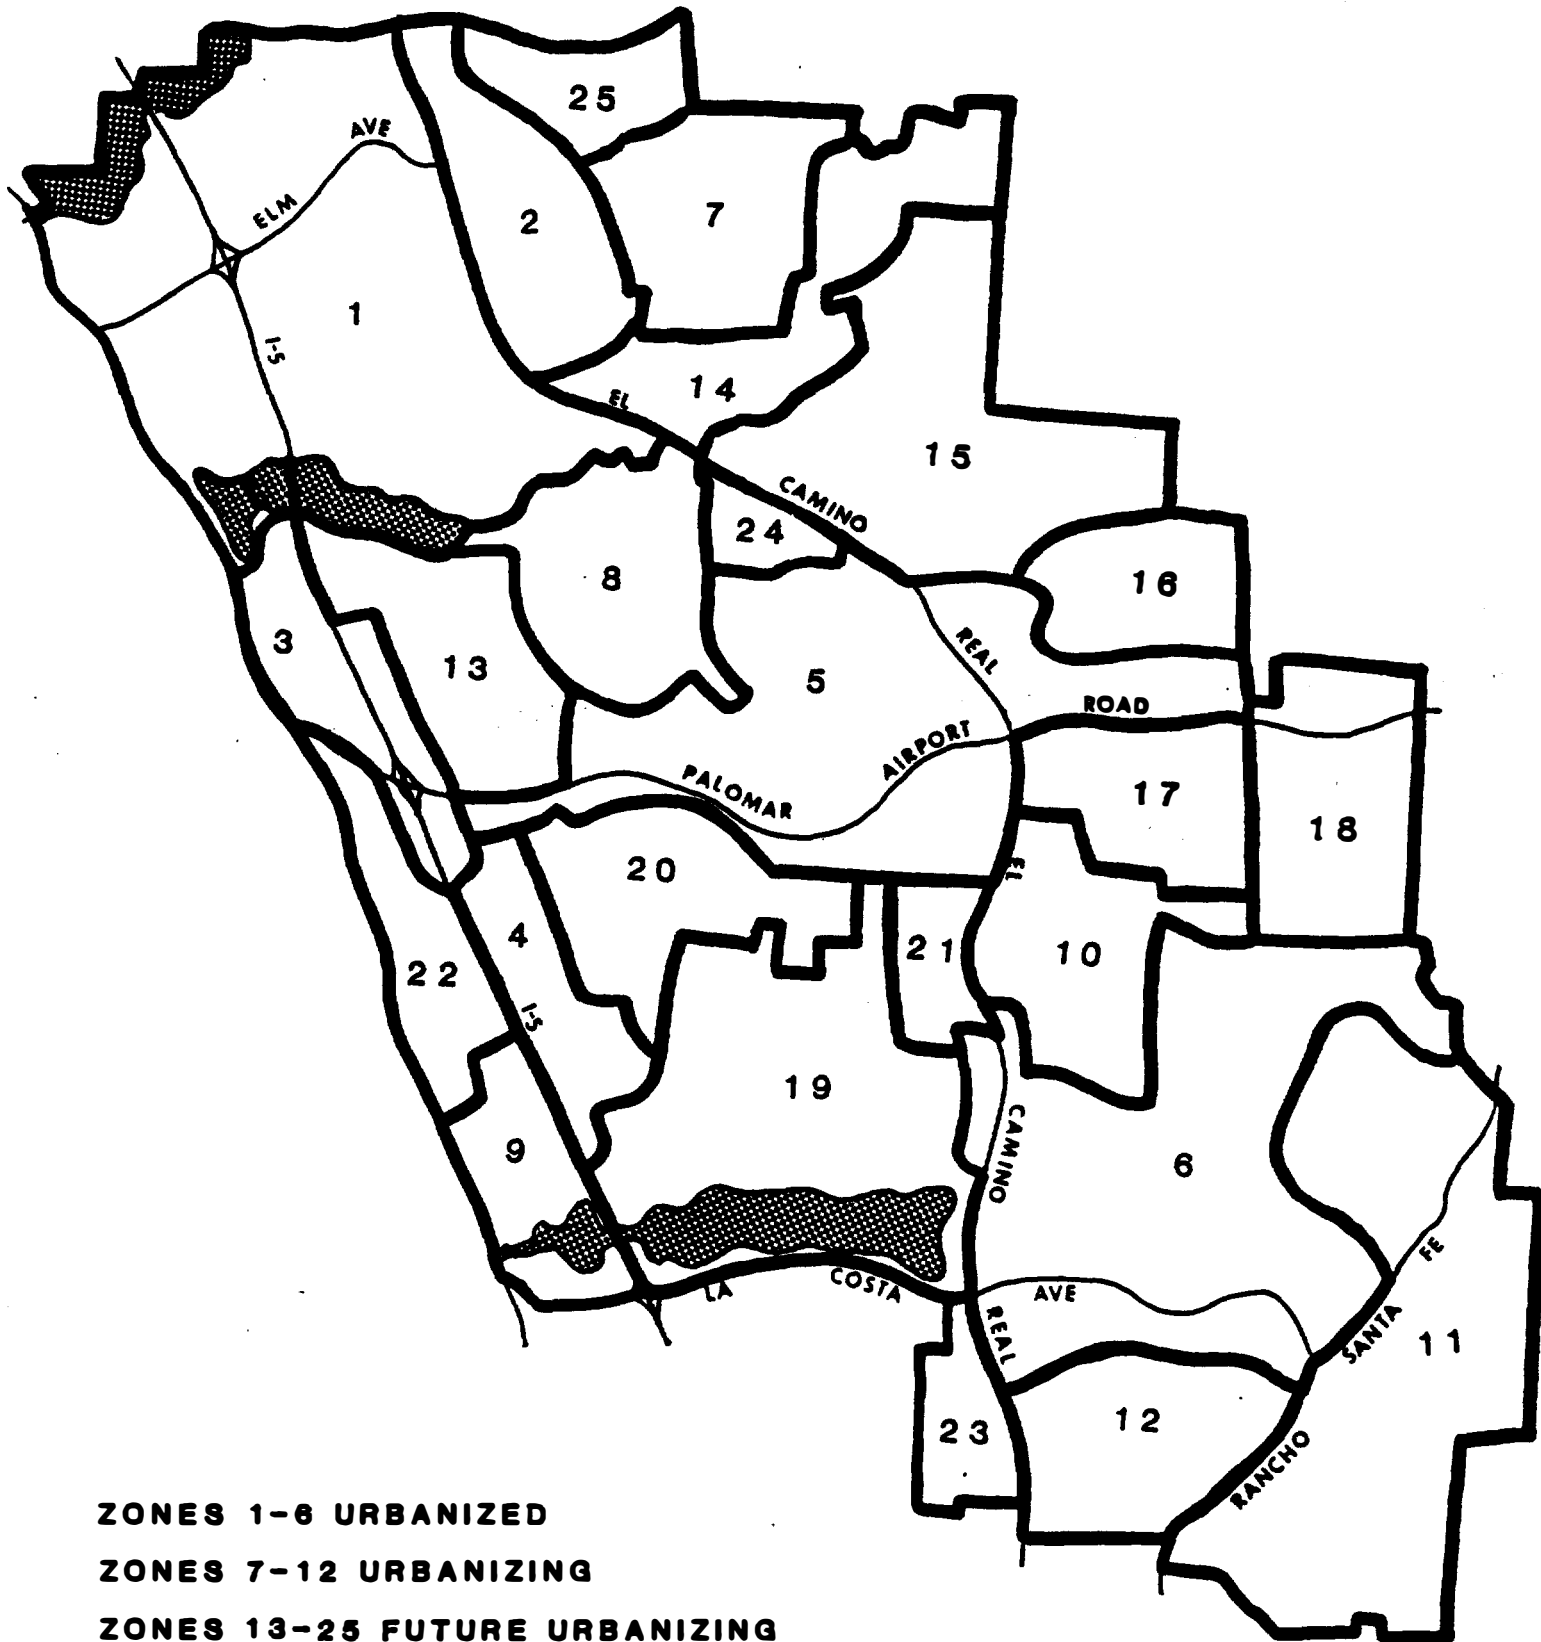 25
AVE
ELM
2
7
1
I-5
14
EL
15
CAMINO
24
8
16
3
13
REAL
5
ROAD
AIRPORT
PALOMAR
17
18
20
EL
4
21
10
22
I-5
19
CAMINO
6
9
FE
LA
COSTA
AVE
REAL
SANTA
11
23
12
RANCHO
ZONES 1-6 URBANIZED
ZONES 7-12 URBANIZING
ZONES 13-25 FUTURE URBANIZING